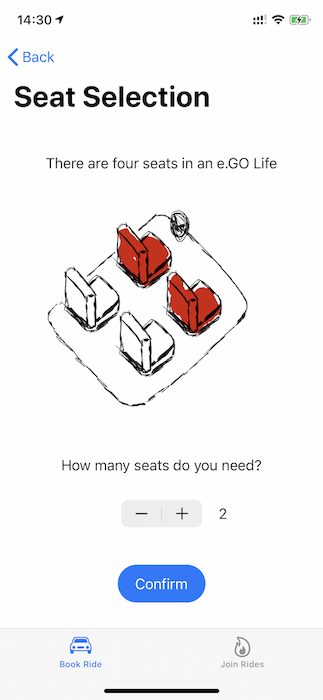 14:30
Back
Seat Selection
There are four seats in an e.GO Life
How many seats do you need?
− + 2
Confirm
Book Ride Join Rides